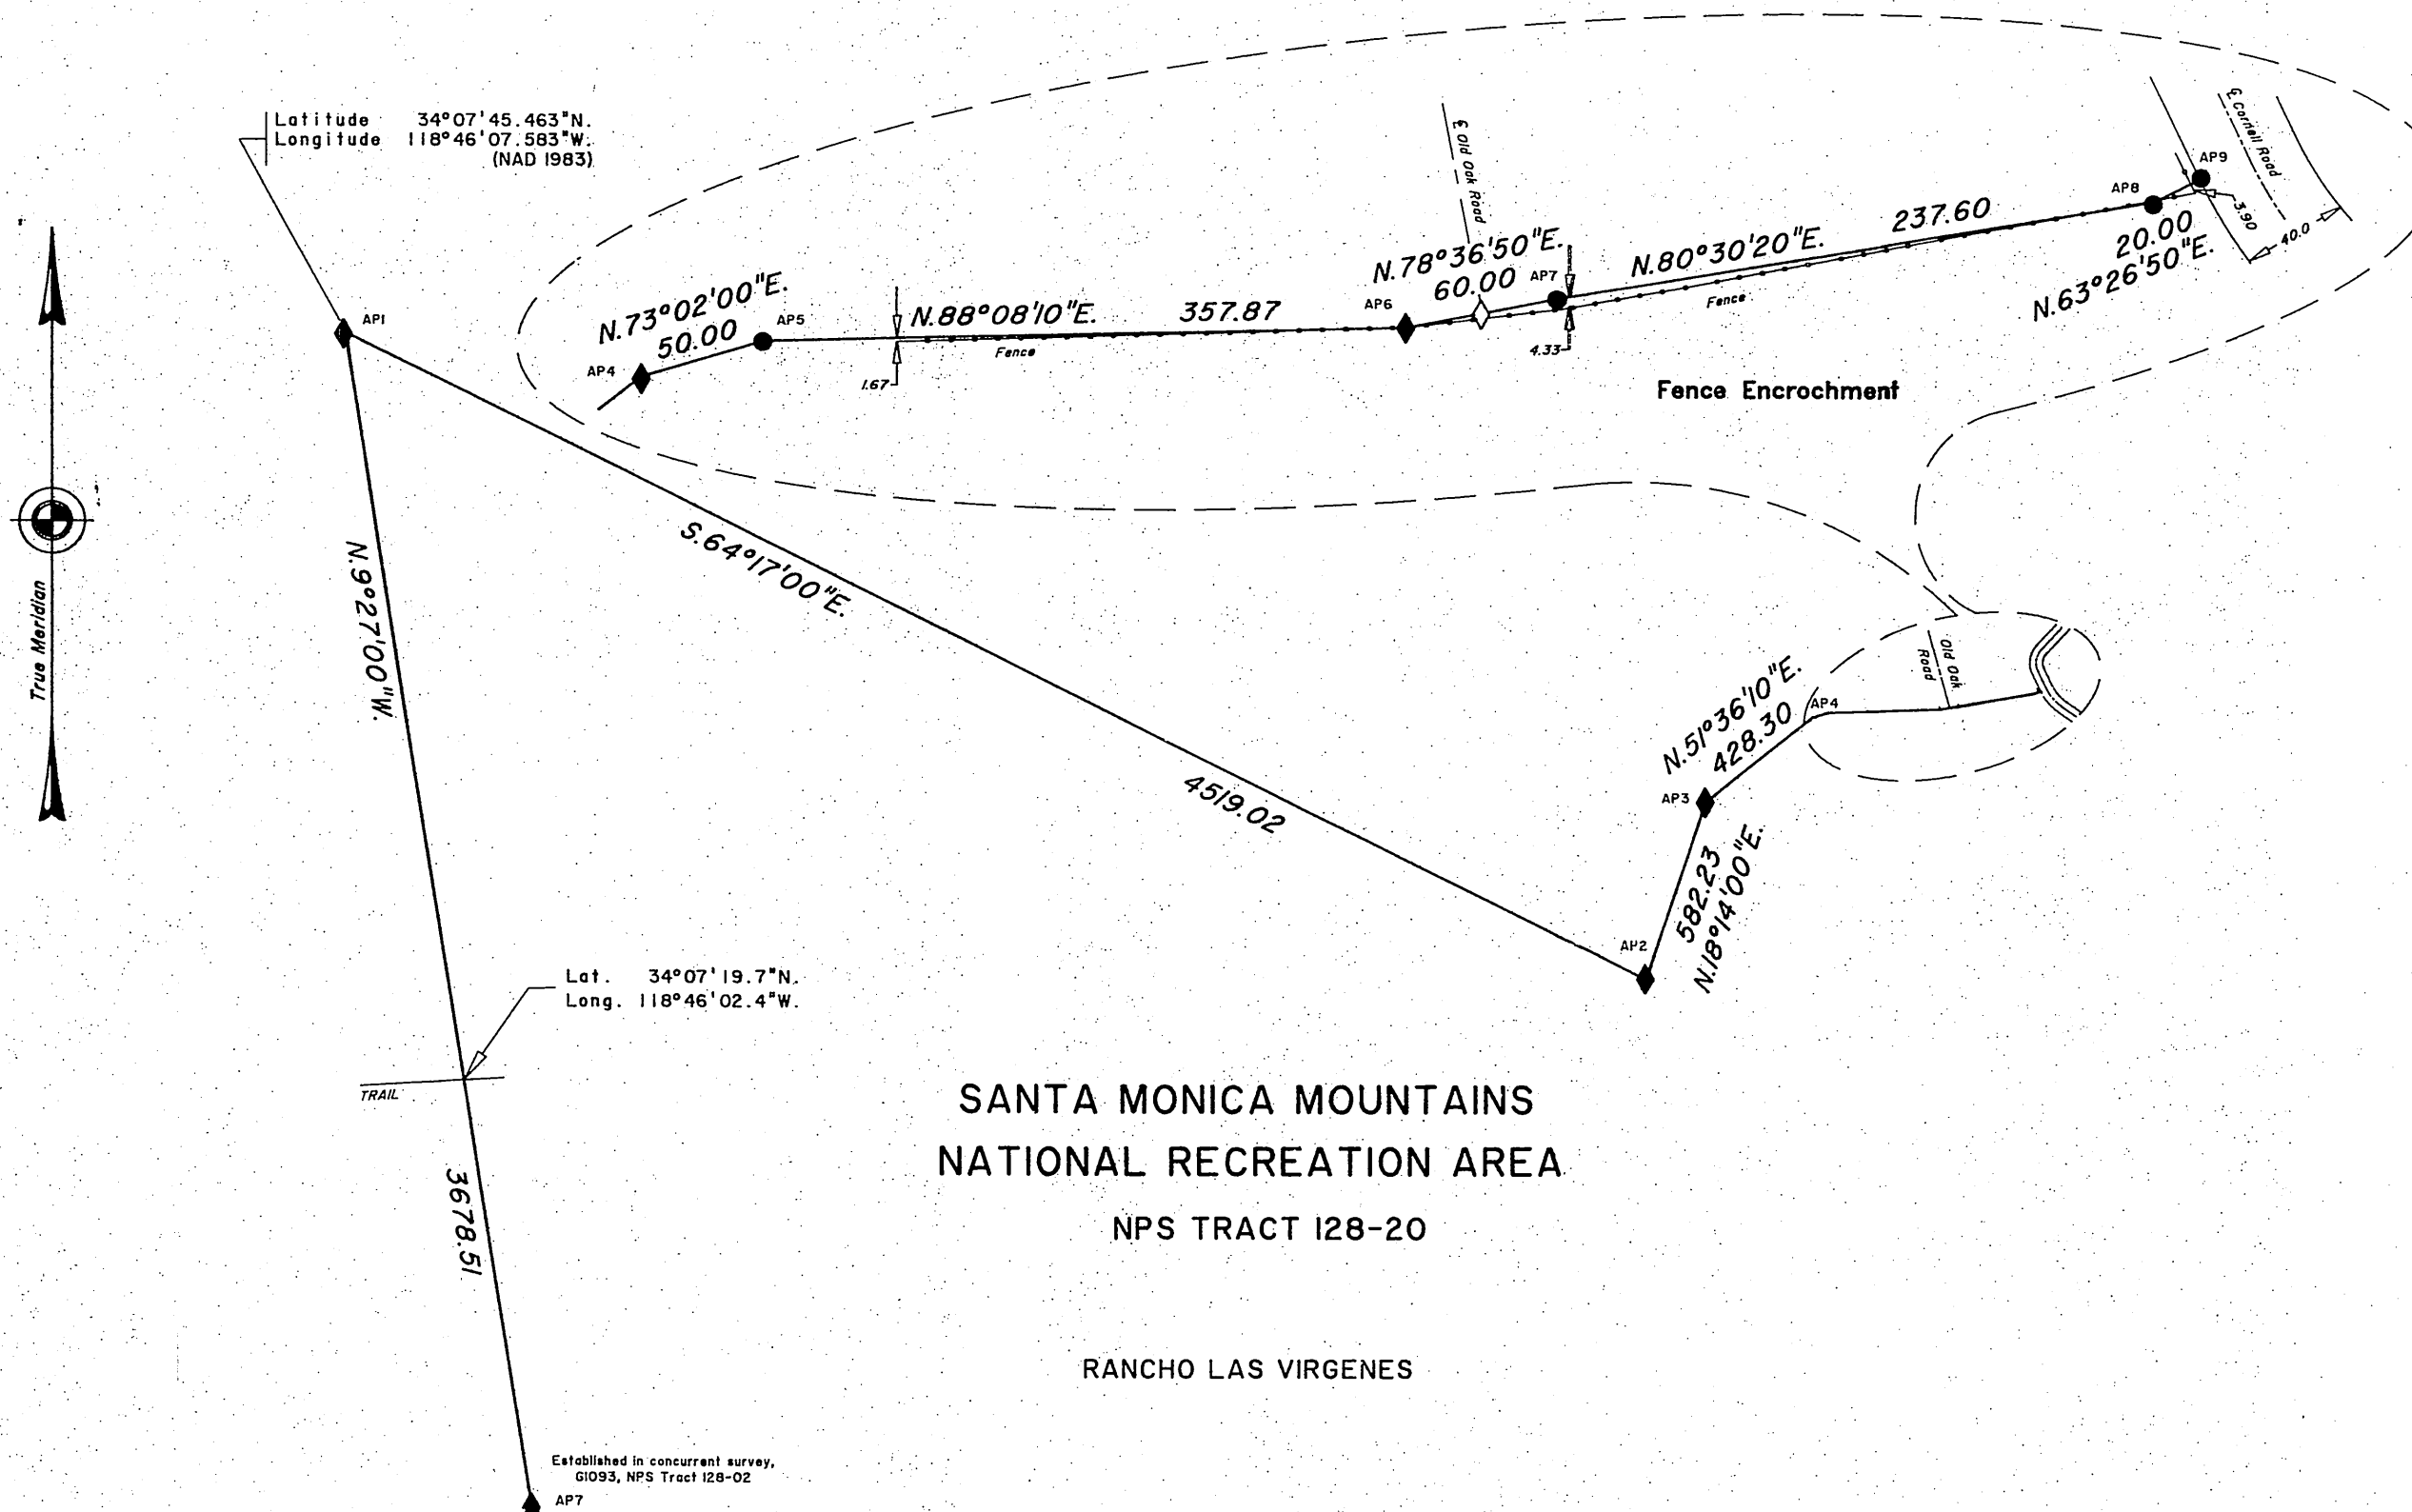 Latitude 34°07'45.463"N.
Longitude 118°46'07.583"W.
(NAD 1983)
℄ Cornell Road
℄ Old Oak Road
AP9
AP8
3.90
40.0
20.00
N.63°26'50"E.
237.60
N.80°30'20"E.
N.78°36'50"E.
60.00
AP7
AP6
Fence
4.33
N.88°08'10"E.
357.87
N.73°02'00"E.
50.00
AP5
AP4
Fence
1.67
Fence Encrochment
AP1
True Meridian
N.9°27'00"W.
S.64°17'00"E.
4519.02
Old Oak
Road
N.51°36'10"E.
428.30
AP4
AP3
582.23
N.18°14'00"E.
AP2
Lat. 34°07'19.7"N.
Long. 118°46'02.4"W.
TRAIL
3678.51
SANTA MONICA MOUNTAINS
NATIONAL RECREATION AREA
NPS TRACT 128-20
RANCHO LAS VIRGENES
Established in concurrent survey,
G1093, NPS Tract 128-02
AP7